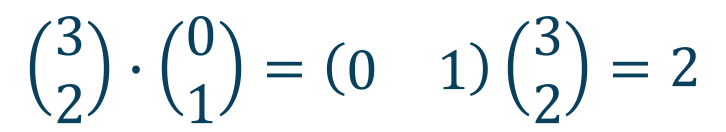 (3 2) · (0 1) = (0 1) (3 2) = 2